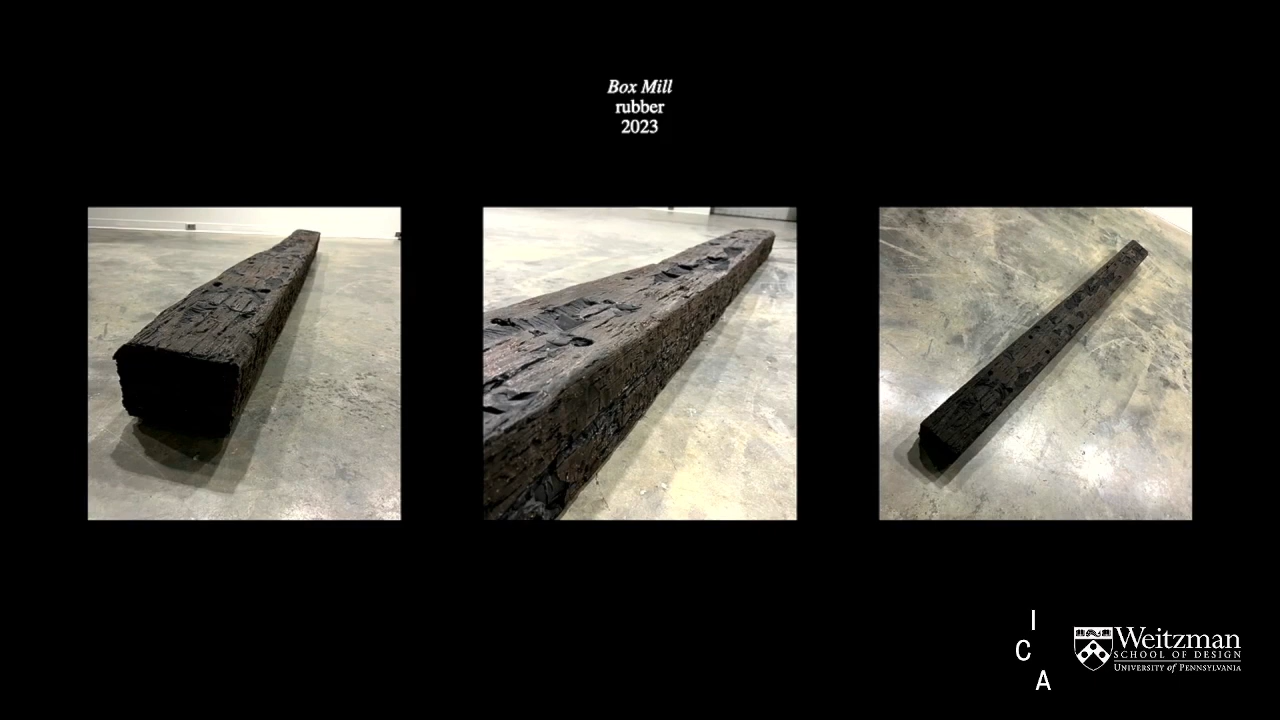 Box Mill
rubber
2023
I
C
A
Weitzman
SCHOOL OF DESIGN
UNIVERSITY of PENNSYLVANIA